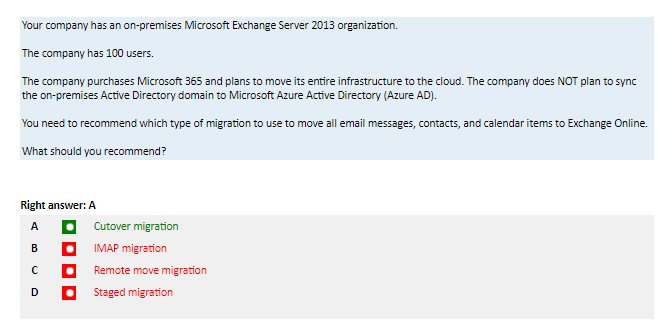 Your company has an on-premises Microsoft Exchange Server 2013 organization.
The company has 100 users.
The company purchases Microsoft 365 and plans to move its entire infrastructure to the cloud. The company does NOT plan to sync
the on-premises Active Directory domain to Microsoft Azure Active Directory (Azure AD).
You need to recommend which type of migration to use to move all email messages, contacts, and calendar items to Exchange Online.
What should you recommend?
Right answer: A
A Cutover migration
B IMAP migration
C Remote move migration
D Staged migration